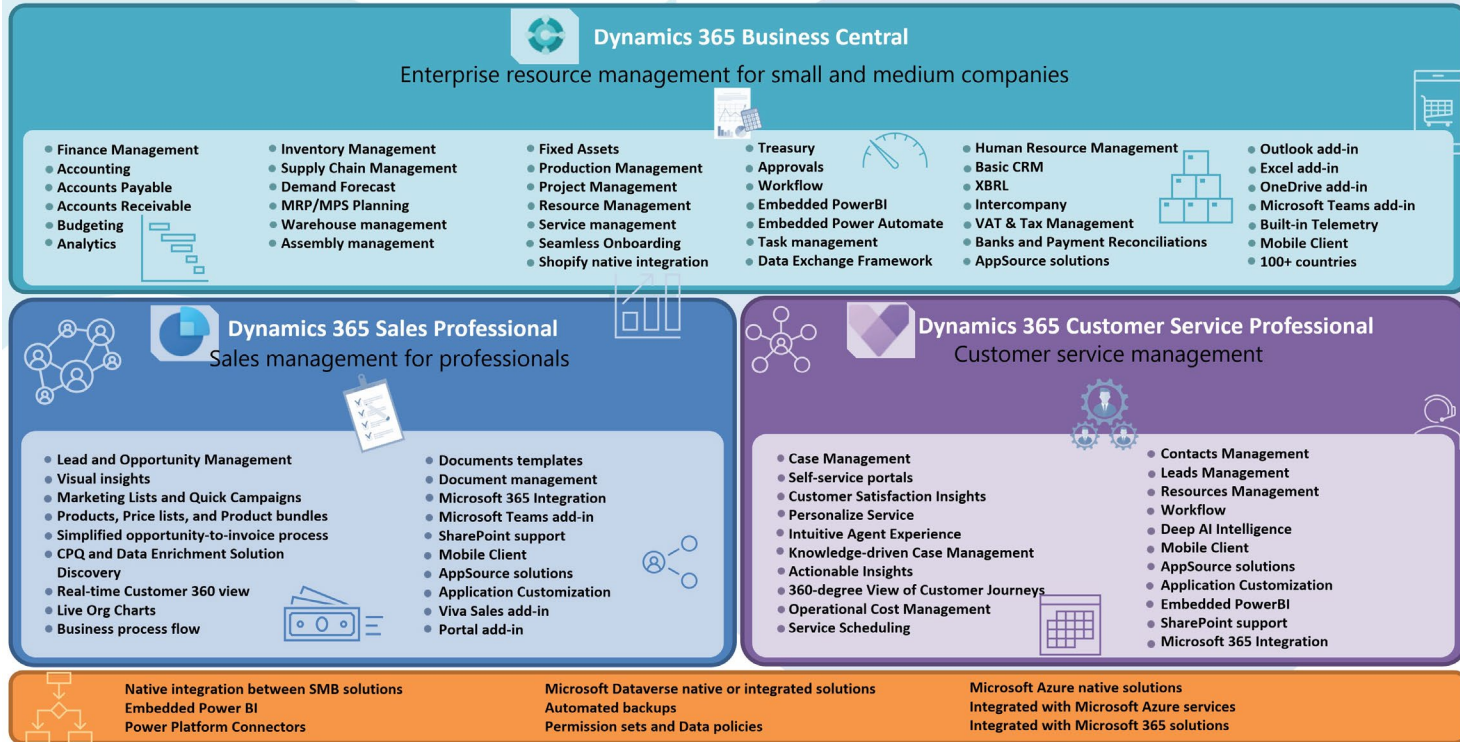 Dynamics 365 Business Central
Enterprise resource management for small and medium companies
Finance Management
Accounting
Accounts Payable
Accounts Receivable
Budgeting
Analytics
Inventory Management
Supply Chain Management
Demand Forecast
MRP/MPS Planning
Warehouse management
Assembly management
Fixed Assets
Production Management
Project Management
Resource Management
Service management
Seamless Onboarding
Shopify native integration
Treasury
Approvals
Workflow
Embedded PowerBI
Embedded Power Automate
Task management
Data Exchange Framework
Human Resource Management
Basic CRM
XBRL
Intercompany
VAT & Tax Management
Banks and Payment Reconciliations
AppSource solutions
Outlook add-in
Excel add-in
OneDrive add-in
Microsoft Teams add-in
Built-in Telemetry
Mobile Client
100+ countries
Dynamics 365 Sales Professional
Sales management for professionals
Lead and Opportunity Management
Visual insights
Marketing Lists and Quick Campaigns
Products, Price lists, and Product bundles
Simplified opportunity-to-invoice process
CPQ and Data Enrichment Solution
Discovery
Real-time Customer 360 view
Live Org Charts
Business process flow
Documents templates
Document management
Microsoft 365 Integration
Microsoft Teams add-in
SharePoint support
Mobile Client
AppSource solutions
Application Customization
Viva Sales add-in
Portal add-in
Dynamics 365 Customer Service Professional
Customer service management
Case Management
Self-service portals
Customer Satisfaction Insights
Personalize Service
Intuitive Agent Experience
Knowledge-driven Case Management
Actionable Insights
360-degree View of Customer Journeys
Operational Cost Management
Service Scheduling
Contacts Management
Leads Management
Resources Management
Workflow
Deep AI Intelligence
Mobile Client
AppSource solutions
Application Customization
Embedded PowerBI
SharePoint support
Microsoft 365 Integration
Native integration between SMB solutions
Embedded Power BI
Power Platform Connectors
Microsoft Dataverse native or integrated solutions
Automated backups
Permission sets and Data policies
Microsoft Azure native solutions
Integrated with Microsoft Azure services
Integrated with Microsoft 365 solutions